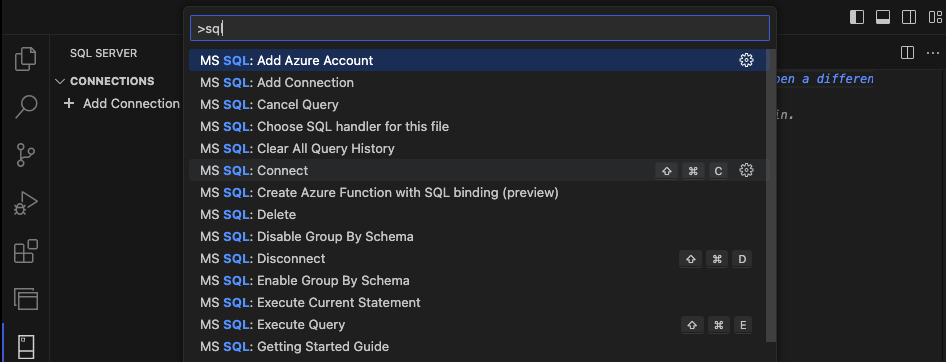 >sql
SQL SERVER
CONNECTIONS
Add Connection
MS SQL: Add Azure Account
MS SQL: Add Connection
MS SQL: Cancel Query
MS SQL: Choose SQL handler for this file
MS SQL: Clear All Query History
MS SQL: Connect ⇧ ⌘ C
MS SQL: Create Azure Function with SQL binding (preview)
MS SQL: Delete
MS SQL: Disable Group By Schema
MS SQL: Disconnect ⇧ ⌘ D
MS SQL: Enable Group By Schema
MS SQL: Execute Current Statement
MS SQL: Execute Query ⇧ ⌘ E
MS SQL: Getting Started Guide
a differen
in.